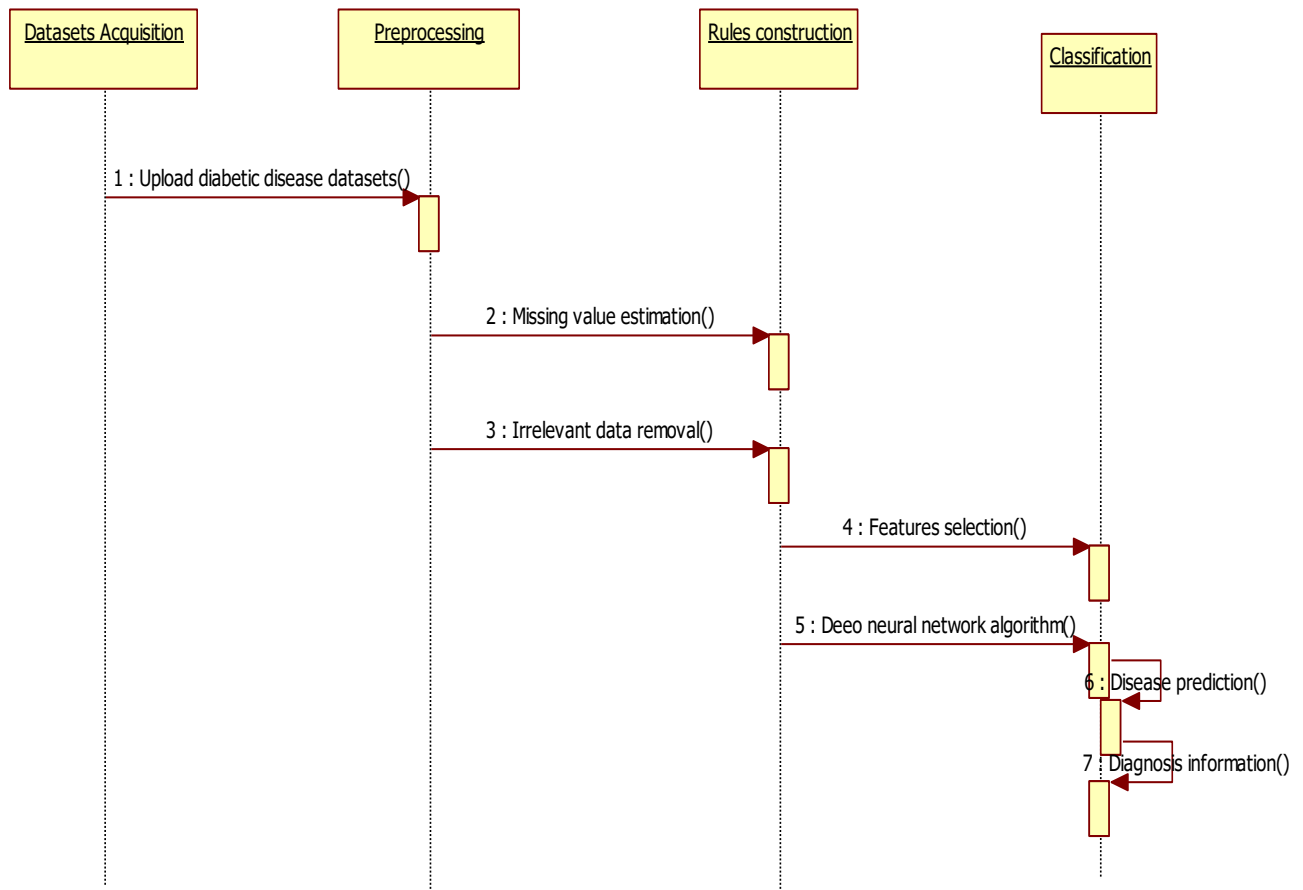 Datasets Acquisition
Preprocessing
Rules construction
Classification
1 : Upload diabetic disease datasets()
2 : Missing value estimation()
3 : Irrelevant data removal()
4 : Features selection()
5 : Deeo neural network algorithm()
6 : Disease prediction()
7 : Diagnosis information()